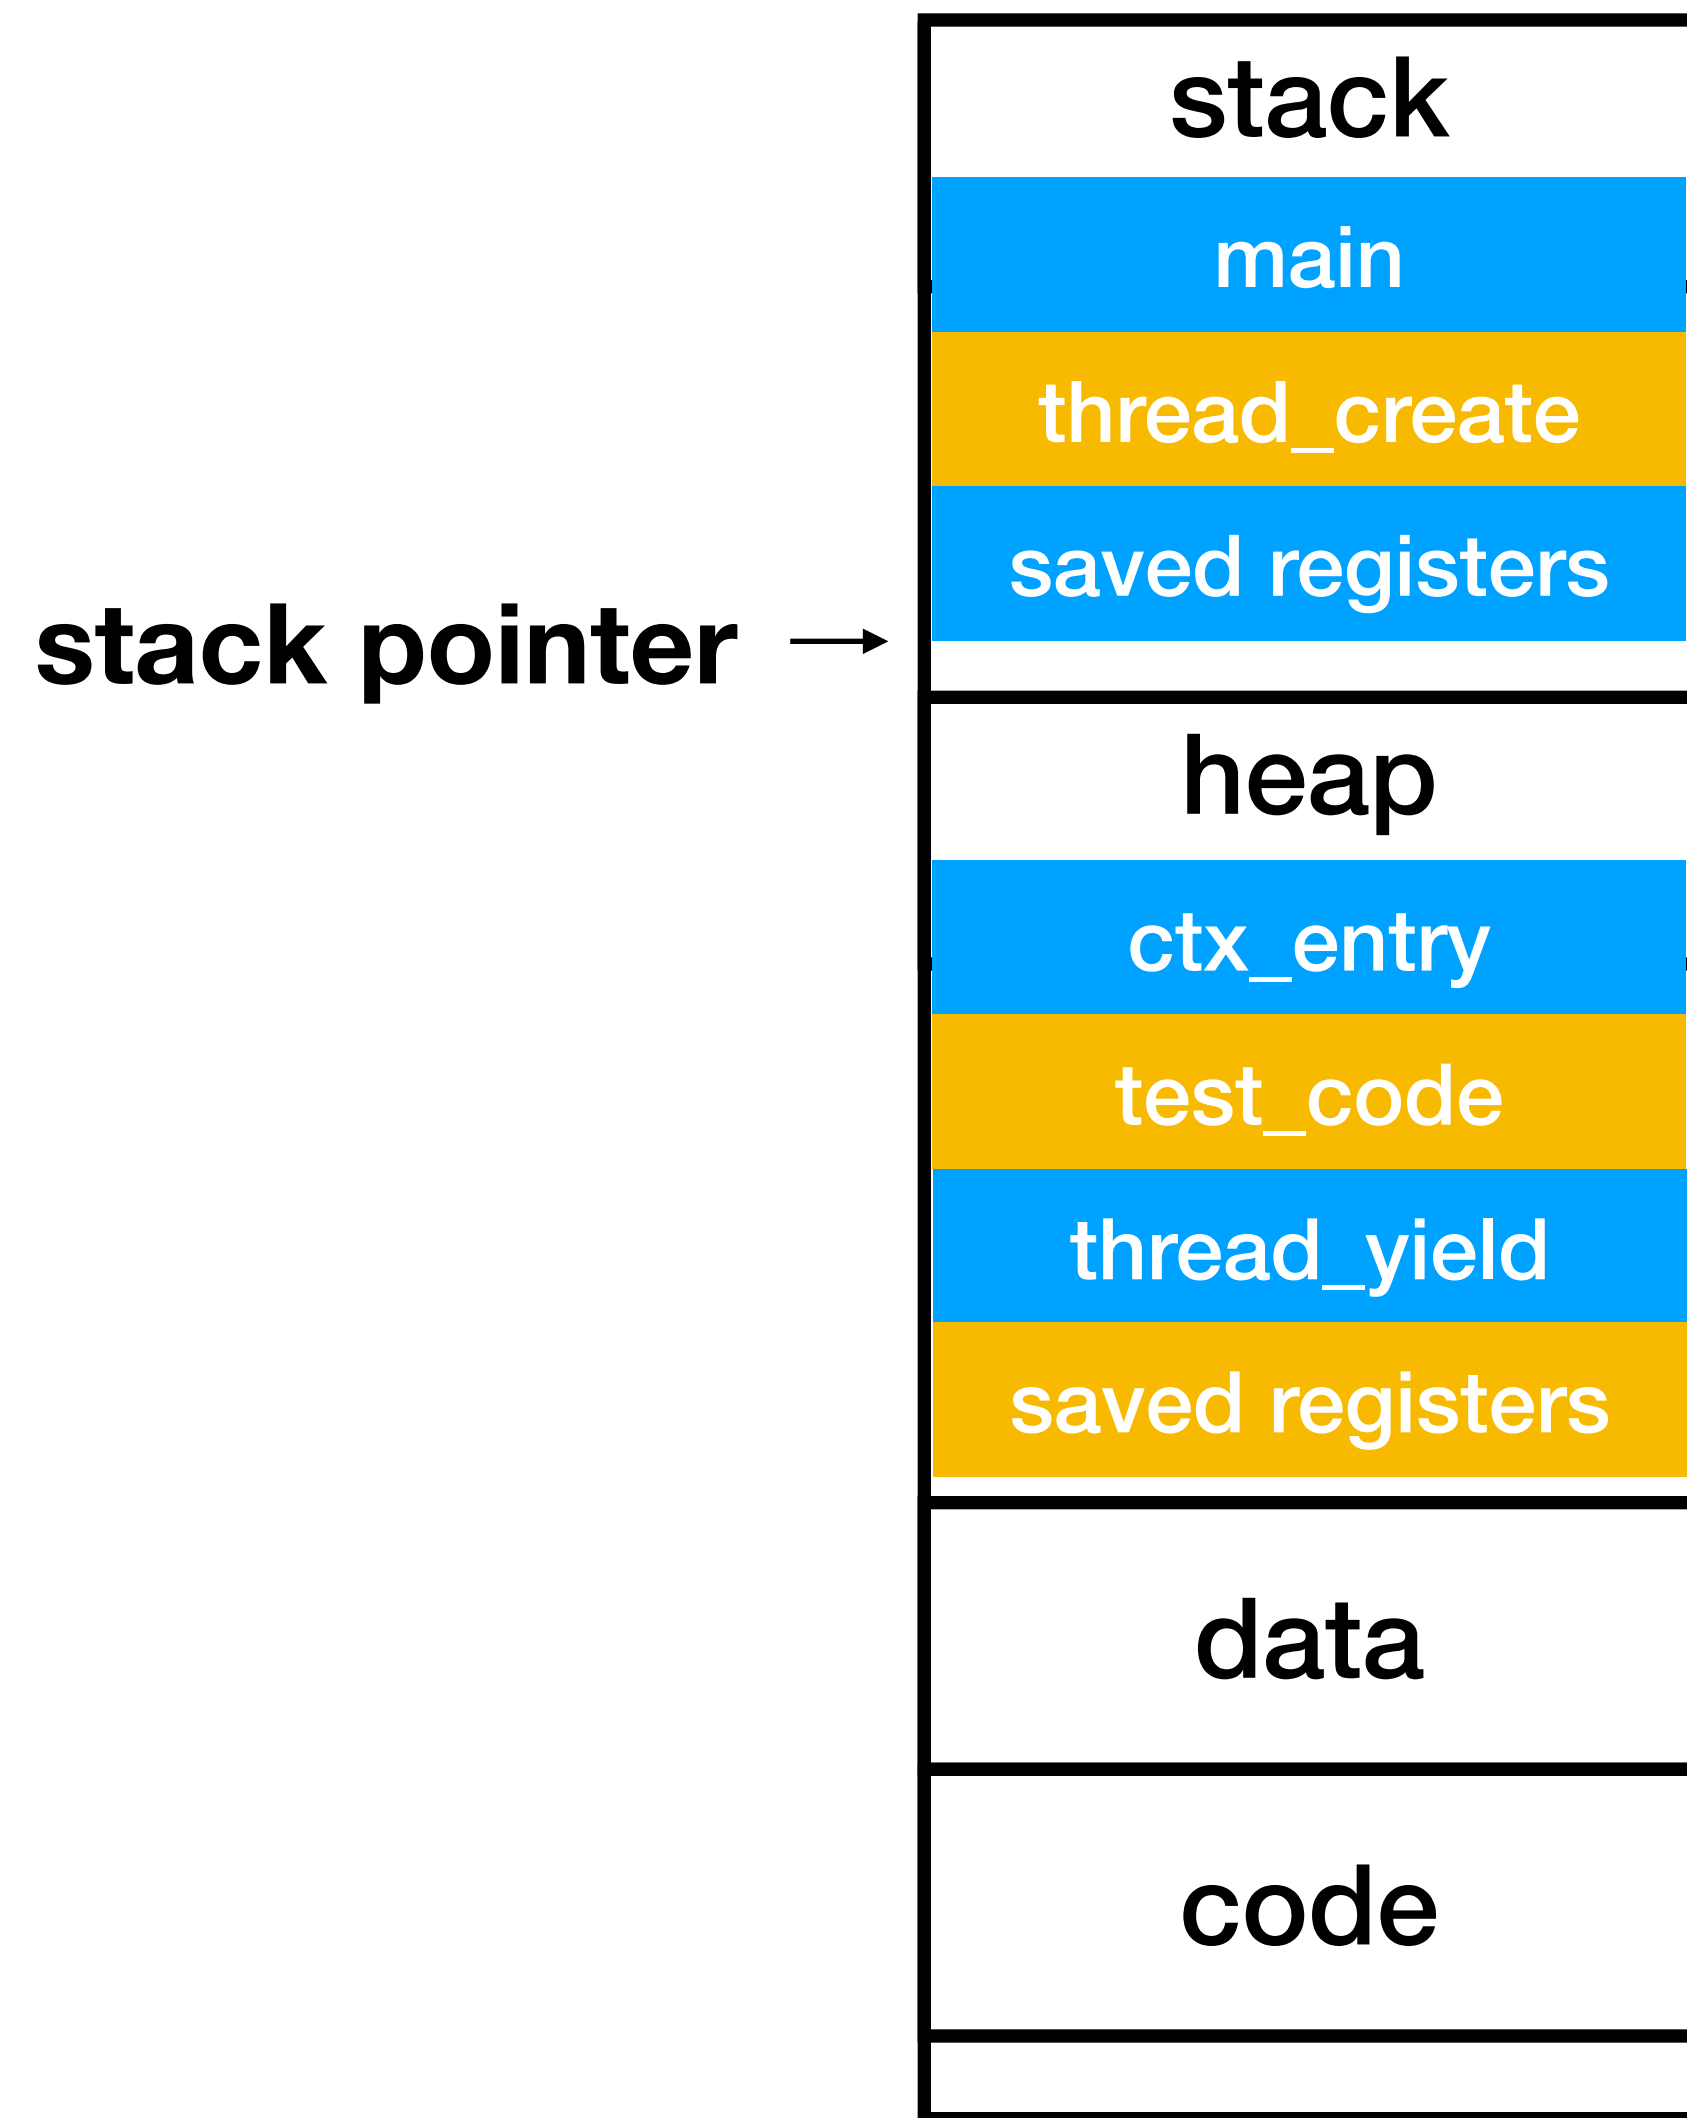 stack
main
thread_create
saved registers
stack pointer
heap
ctx_entry
test_code
thread_yield
saved registers
data
code